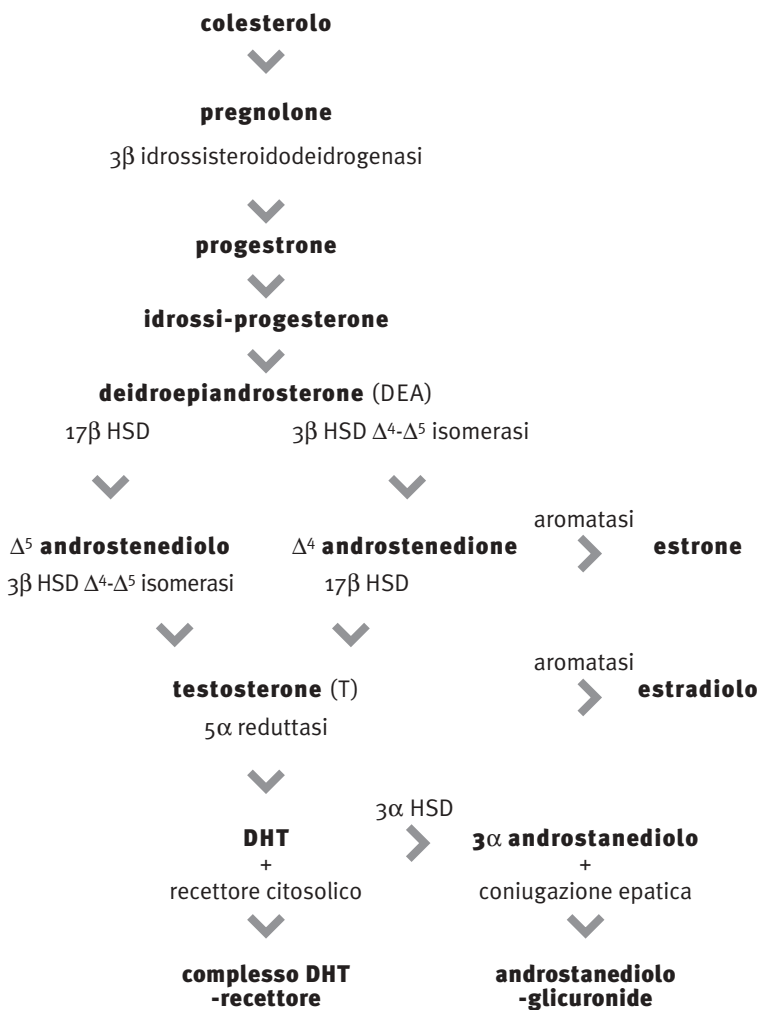 colesterolo
pregnolone
3β idrossisteroidodeidrogenasi
progestrone
idrossi-progesterone
deidroepiandrosterone (DEA)
17β HSD 3β HSD Δ⁴-Δ⁵ isomerasi
aromatasi
Δ⁵ androstenediolo Δ⁴ androstenedione estrone
3β HSD Δ⁴-Δ⁵ isomerasi 17β HSD
aromatasi
testosterone (T) estradiolo
5α reduttasi
3α HSD
DHT 3α androstanediolo
+ +
recettore citosolico coniugazione epatica
complesso DHT androstanediolo
-recettore -glicuronide